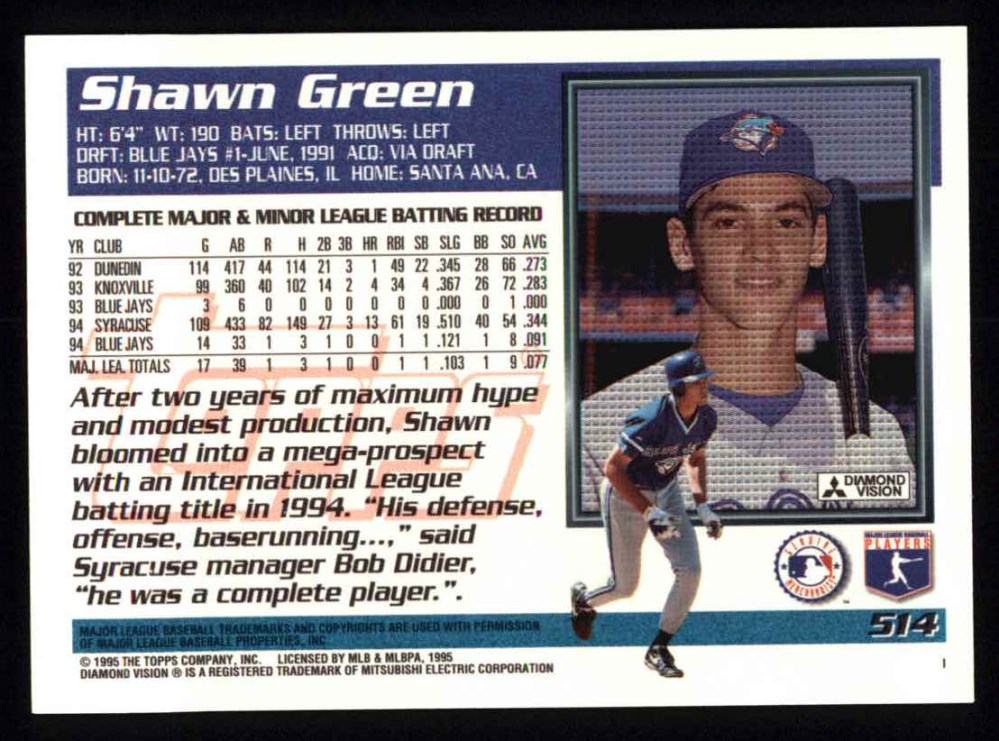 Shawn Green
HT: 6'4" WT: 190 BATS: LEFT THROWS: LEFT
DRFT: BLUE JAYS #1-JUNE, 1991 ACQ: VIA DRAFT
BORN: 11-10-72, DES PLAINES, IL HOME: SANTA ANA, CA
COMPLETE MAJOR & MINOR LEAGUE BATTING RECORD
YR CLUB G AB R H 2B 3B HR RBI SB SLG BB SO AVG
92 DUNEDIN 114 417 44 114 21 3 1 49 22 .345 28 66 .273
93 KNOXVILLE 99 360 40 102 14 2 4 34 4 .367 26 72 .283
93 BLUE JAYS 3 6 0 0 0 0 0 0 0 .000 0 1 .000
94 SYRACUSE 109 433 82 149 27 3 13 61 19 .510 40 54 .344
94 BLUE JAYS 14 33 1 3 1 0 0 1 1 .121 1 8 .091
MAJ. LEA. TOTALS 17 39 1 3 1 0 0 1 1 .103 1 9 .077
Topps
After two years of maximum hype
and modest production, Shawn
bloomed into a mega-prospect
with an International League
batting title in 1994. "His defense,
offense, baserunning...," said
Syracuse manager Bob Didier,
"he was a complete player.".
DIAMOND
VISION
GENUINE
MERCHANDISE
MAJOR LEAGUE BASEBALL
PLAYERS
514
MAJOR LEAGUE BASEBALL TRADEMARKS AND COPYRIGHTS ARE USED WITH PERMISSION
OF MAJOR LEAGUE BASEBALL PROPERTIES, INC.
© 1995 THE TOPPS COMPANY, INC. LICENSED BY MLB & MLBPA, 1995
DIAMOND VISION ® IS A REGISTERED TRADEMARK OF MITSUBISHI ELECTRIC CORPORATION
I